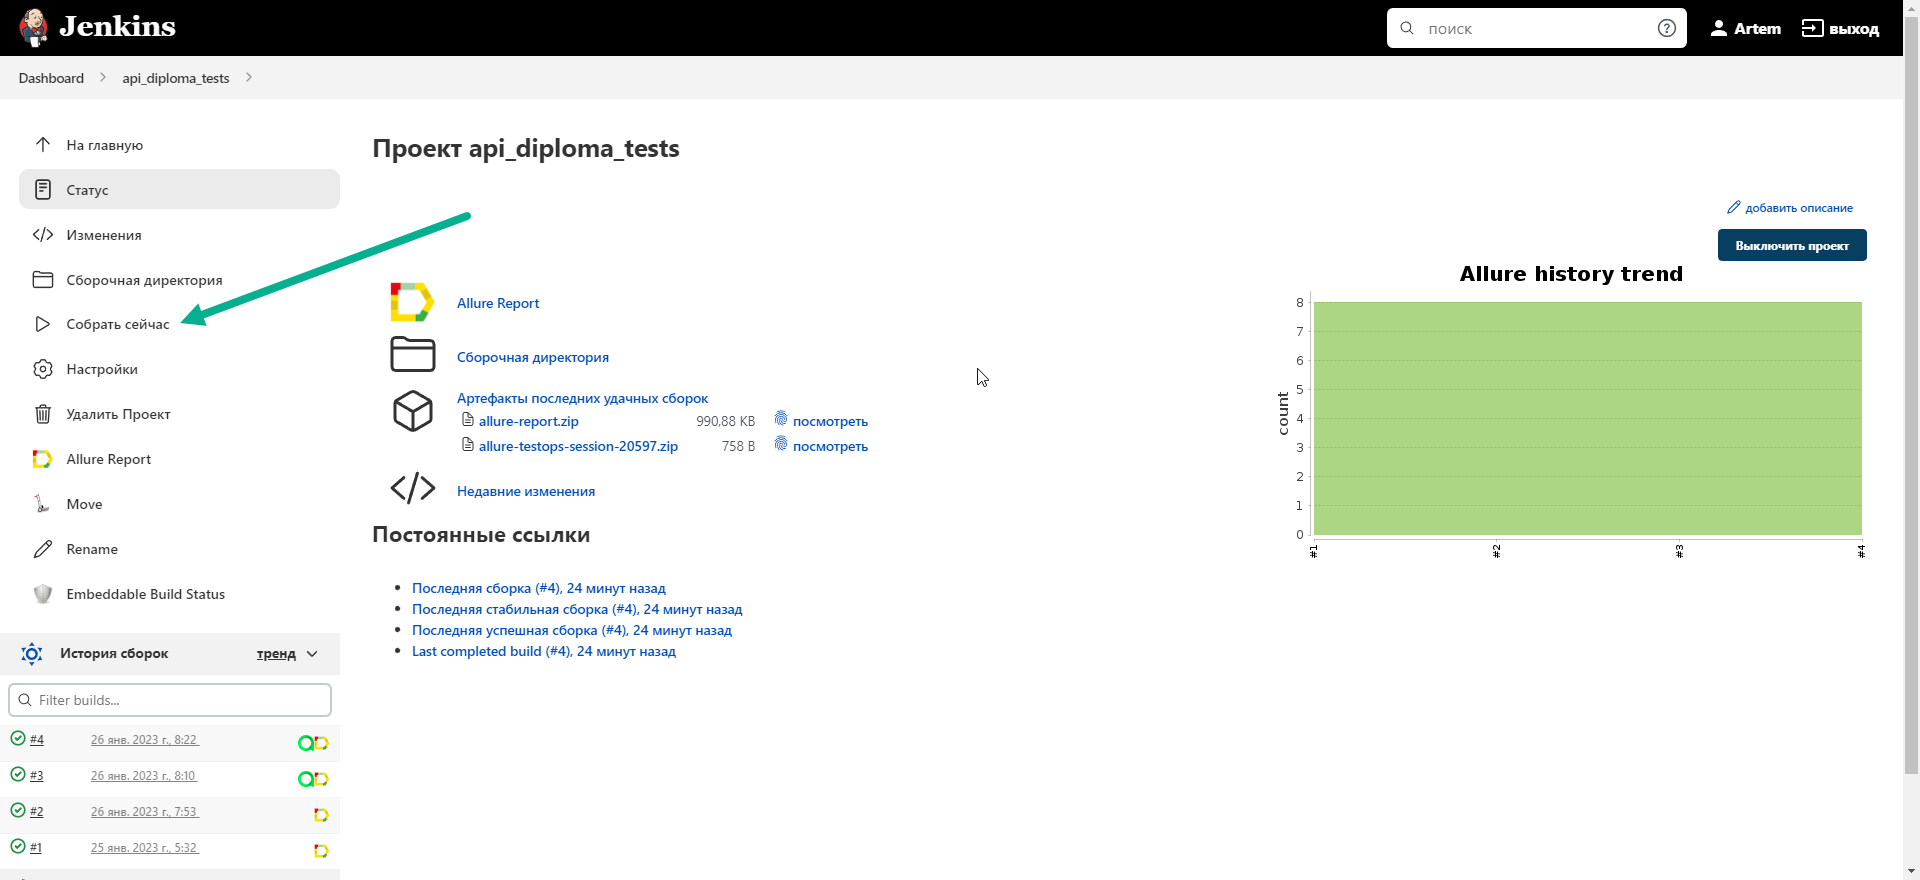 Jenkins
поиск
Artem
выход
Dashboard
api_diploma_tests
На главную
Статус
Изменения
Сборочная директория
Собрать сейчас
Настройки
Удалить Проект
Allure Report
Move
Rename
Embeddable Build Status
История сборок
тренд
Filter builds...
#4 26 янв. 2023 г., 8:22
#3 26 янв. 2023 г., 8:10
#2 26 янв. 2023 г., 7:53
#1 25 янв. 2023 г., 5:32
Проект api_diploma_tests
добавить описание
Выключить проект
Allure Report
Сборочная директория
Артефакты последних удачных сборок
allure-report.zip 990,88 KB посмотреть
allure-testops-session-20597.zip 758 B посмотреть
Недавние изменения
Постоянные ссылки
Последняя сборка (#4), 24 минут назад
Последняя стабильная сборка (#4), 24 минут назад
Последняя успешная сборка (#4), 24 минут назад
Last completed build (#4), 24 минут назад
Allure history trend
count
8
7
6
5
4
3
2
1
0
#1 #2 #3 #4